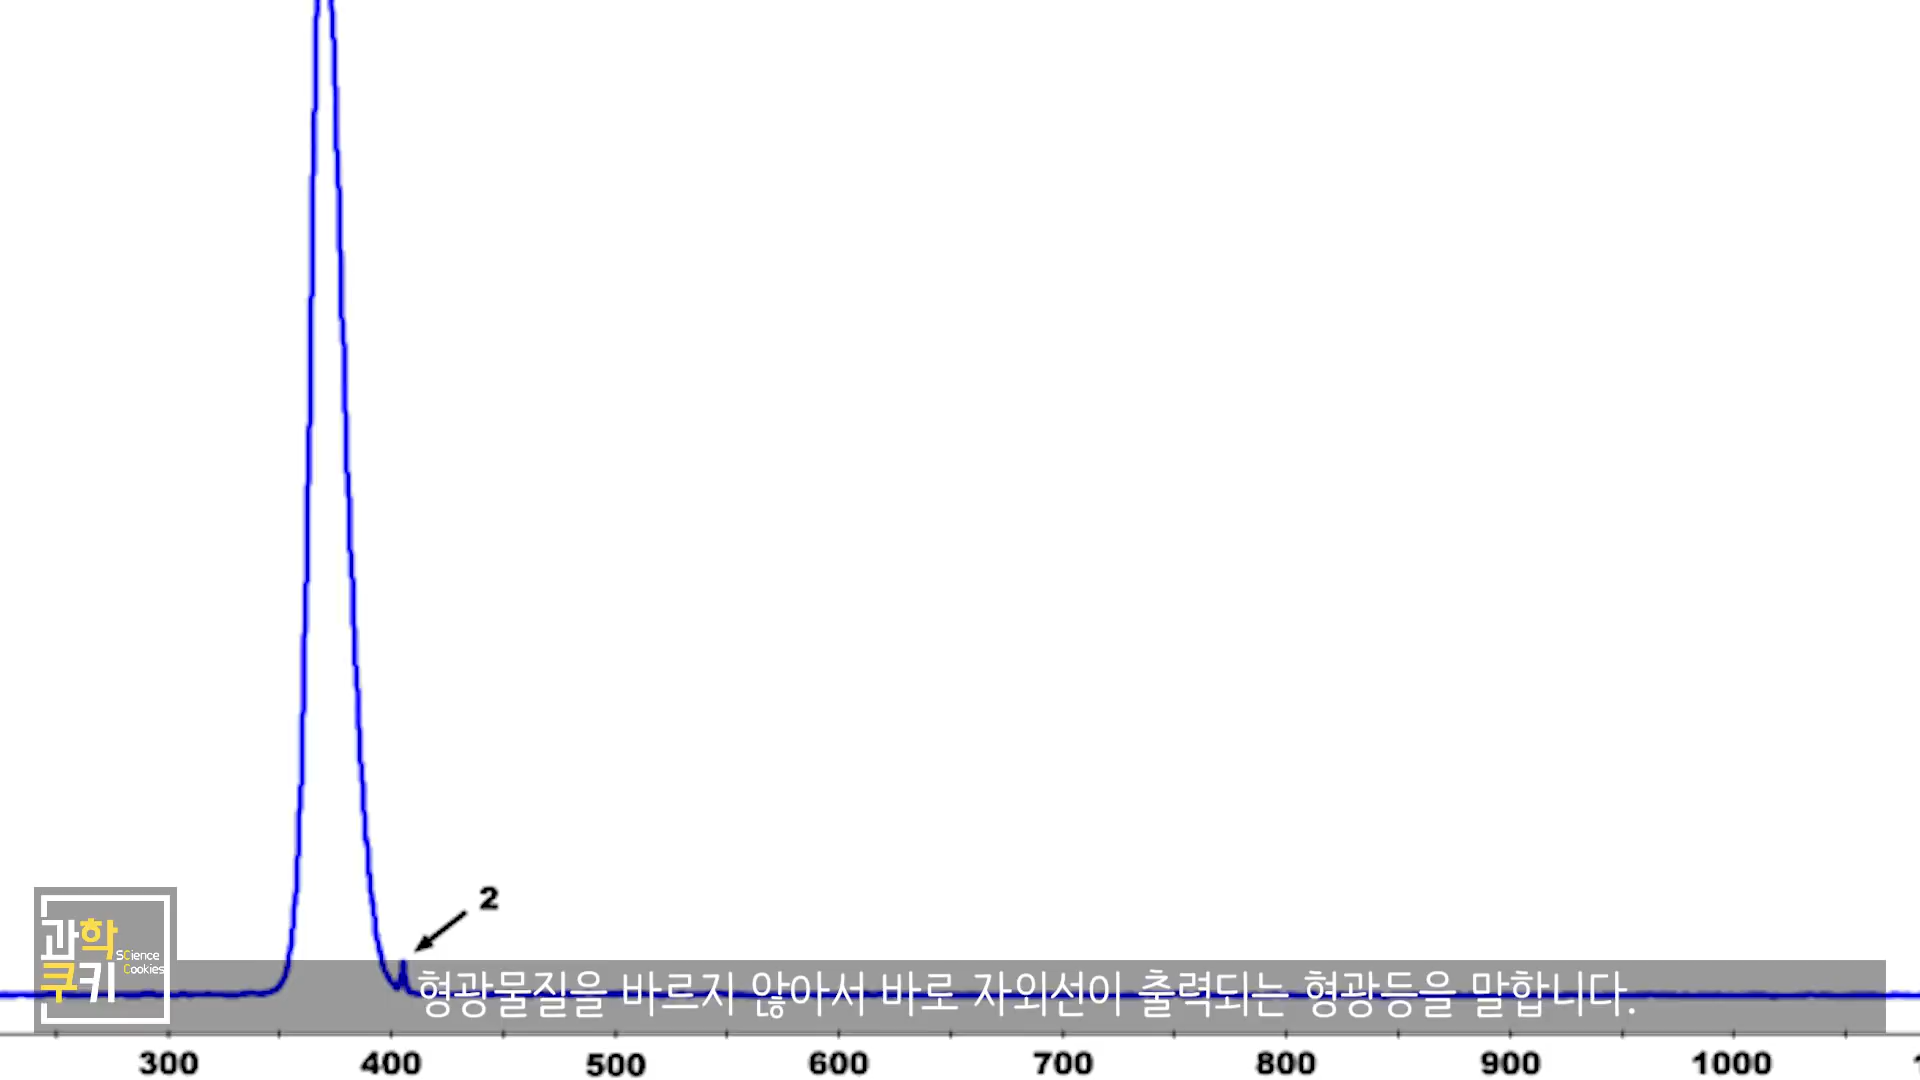 2
과학
쿠키
SCience
Cookies
형광물질을 바르지 않아서 바로 자외선이 출력되는 형광등을 말합니다.
300 400 500 600 700 800 900 1000